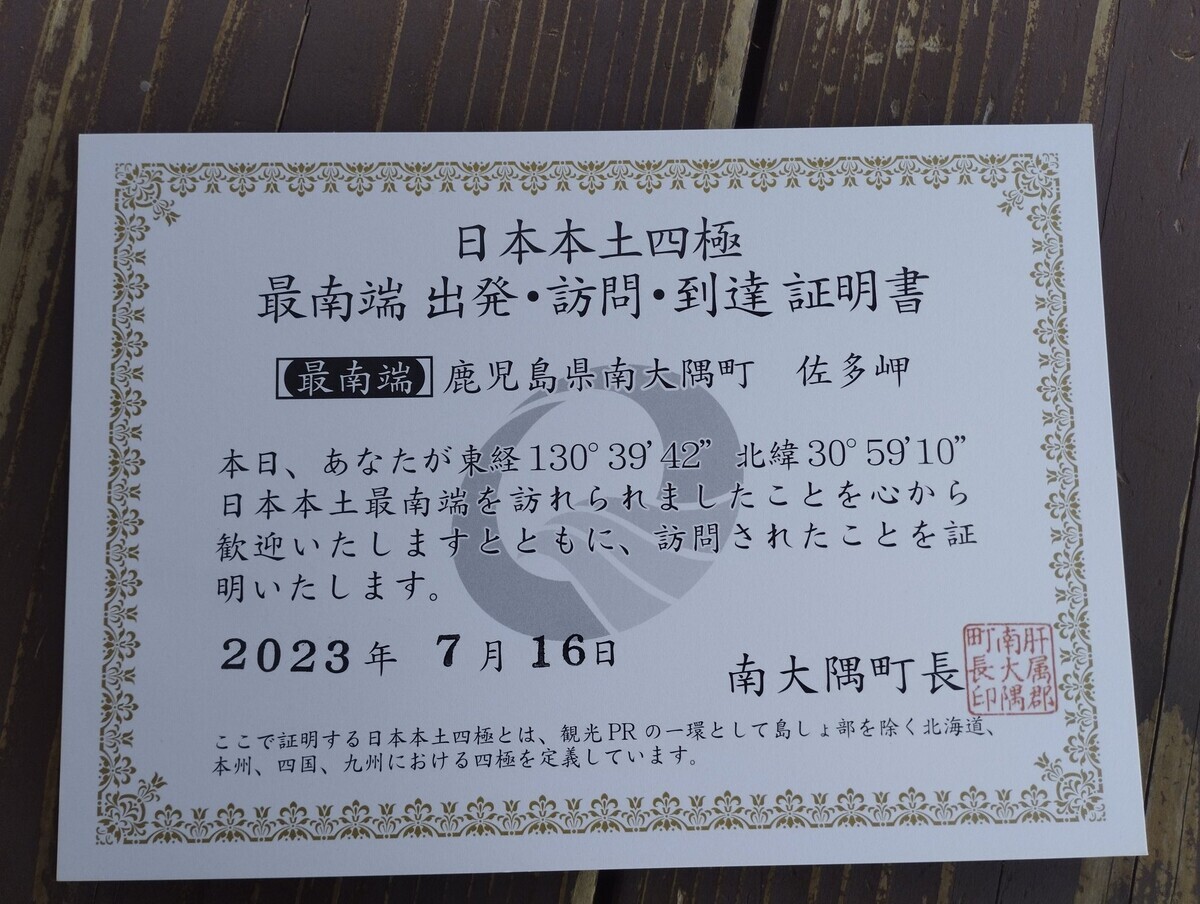 日本本土四極
最南端 出発・訪問・到達 証明書
【最南端】鹿児島県南大隅町 佐多岬
本日、あなたが東経130°39'42” 北緯30°59'10”
日本本土最南端を訪れられましたことを心から
歓迎いたしますとともに、訪問されたことを証
明いたします。
2023年 7月16日
南大隅町長
肝属郡
南大隅
町長印
ここで証明する日本本土四極とは、観光PRの一環として島しょ部を除く北海道、
本州、四国、九州における四極を定義しています。